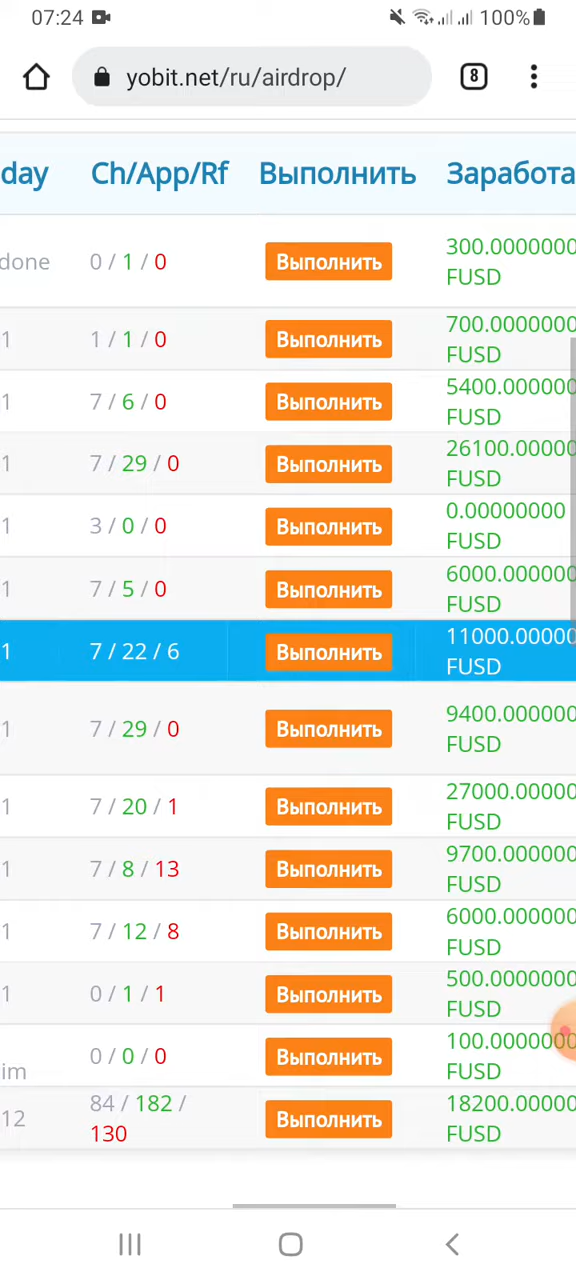 07:24 100%
yobit.net/ru/airdrop/ 8
day Ch/App/Rf Выполнить Заработа
done 0 / 1 / 0 Выполнить 300.0000000 FUSD
1 1 / 1 / 0 Выполнить 700.0000000 FUSD
1 7 / 6 / 0 Выполнить 5400.000000 FUSD
1 7 / 29 / 0 Выполнить 26100.00000 FUSD
1 3 / 0 / 0 Выполнить 0.00000000 FUSD
1 7 / 5 / 0 Выполнить 6000.000000 FUSD
1 7 / 22 / 6 Выполнить 11000.00000 FUSD
1 7 / 29 / 0 Выполнить 9400.000000 FUSD
1 7 / 20 / 1 Выполнить 27000.00000 FUSD
1 7 / 8 / 13 Выполнить 9700.000000 FUSD
1 7 / 12 / 8 Выполнить 6000.000000 FUSD
1 0 / 1 / 1 Выполнить 500.0000000 FUSD
im 0 / 0 / 0 Выполнить 100.0000000 FUSD
12 84 / 182 / 130 Выполнить 18200.00000 FUSD